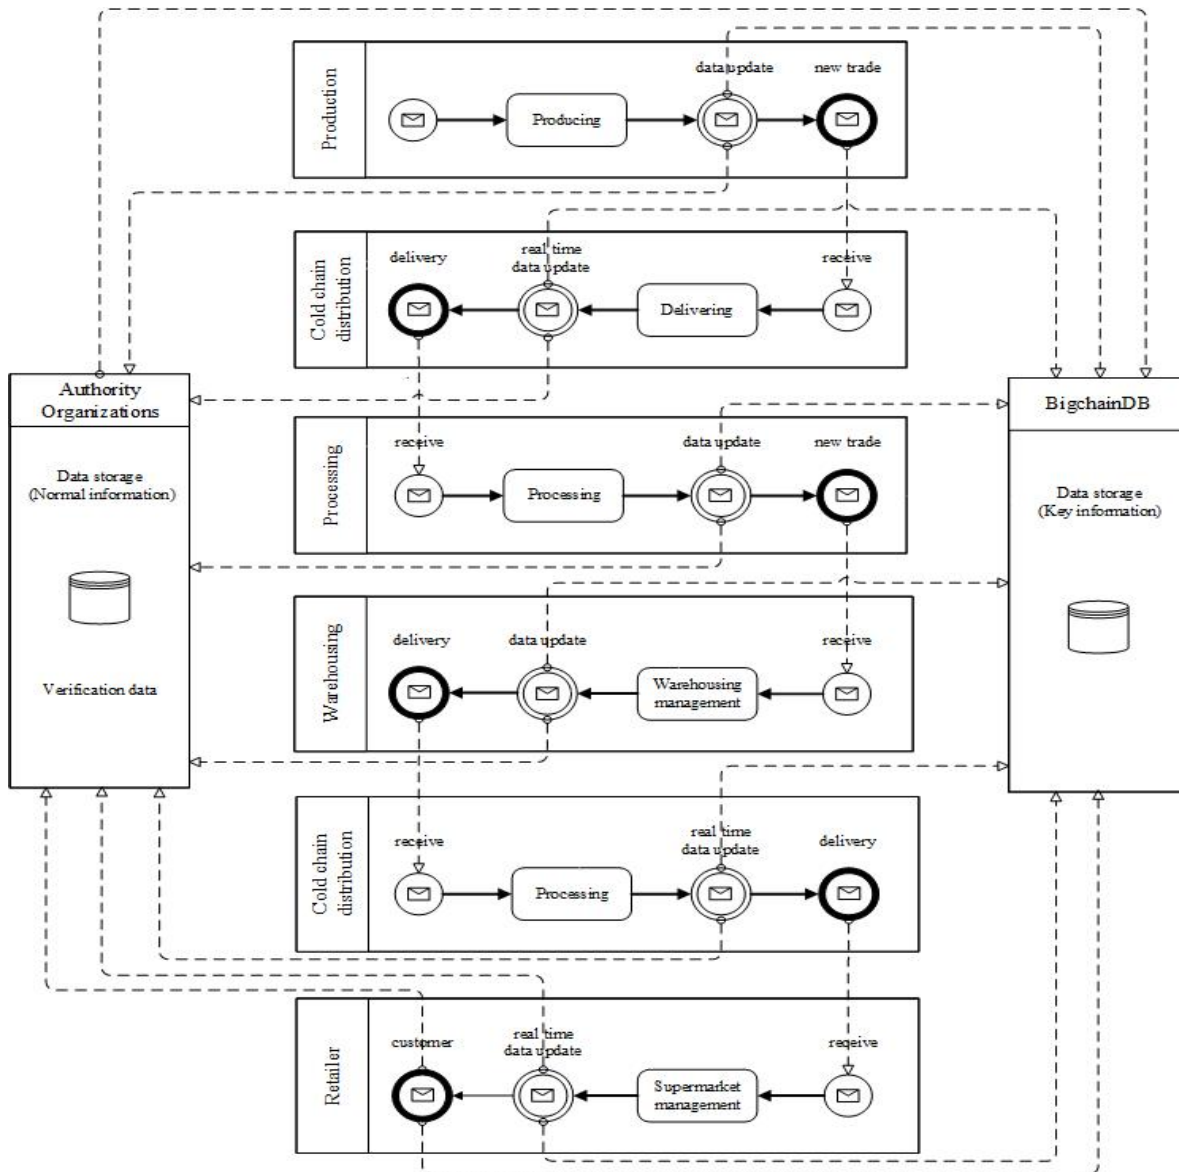 Production
data update
new trade
Producing
Cold chain
distribution
delivery
real time
data update
receive
Delivering
Authority
Organizations
Data storage
(Normal information)
Verification data
BigchainDB
Data storage
(Key information)
Processing
receive
data update
new trade
Processing
Warehousing
delivery
data update
receive
Warehousing
management
Cold chain
distribution
receive
real time
data update
delivery
Processing
Retailer
customer
real time
data update
receive
Supermarket
management